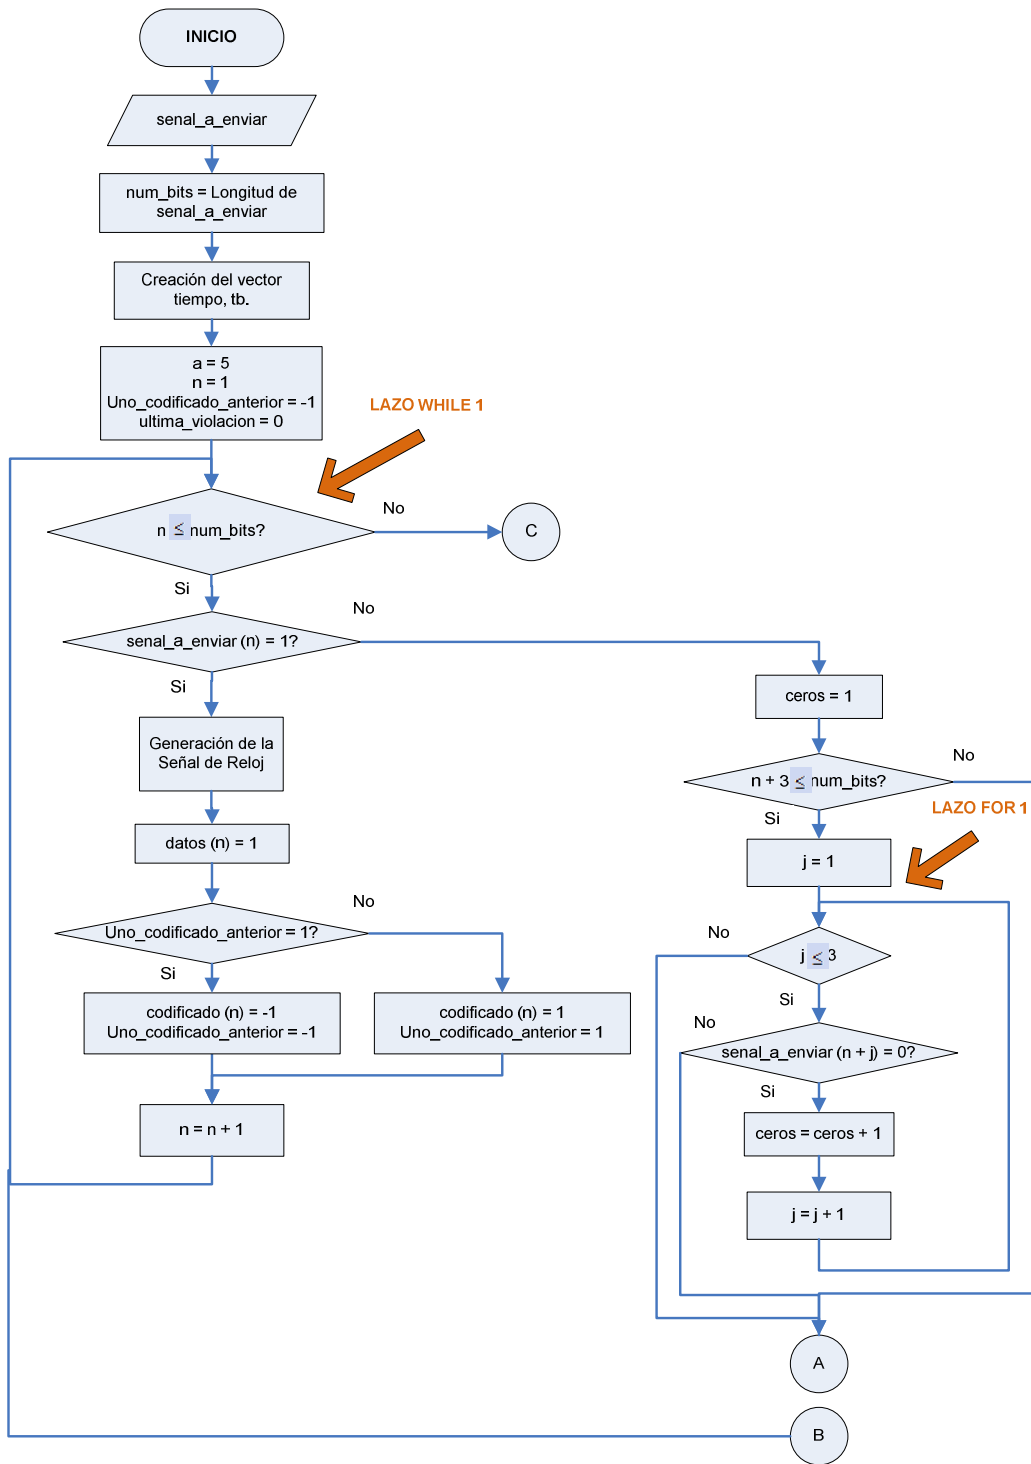 INICIO
senal_a_enviar
num_bits = Longitud de
senal_a_enviar
Creación del vector
tiempo, tb.
a = 5
n = 1
Uno_codificado_anterior = -1
ultima_violacion = 0
LAZO WHILE 1
n ≤ num_bits?
No
C
Si
senal_a_enviar (n) = 1?
No
Si
Generación de la
Señal de Reloj
datos (n) = 1
Uno_codificado_anterior = 1?
No
Si
codificado (n) = -1
Uno_codificado_anterior = -1
codificado (n) = 1
Uno_codificado_anterior = 1
n = n + 1
ceros = 1
n + 3 ≤ num_bits?
No
Si
LAZO FOR 1
j = 1
j ≤ 3
No
Si
senal_a_enviar (n + j) = 0?
No
Si
ceros = ceros + 1
j = j + 1
A
B